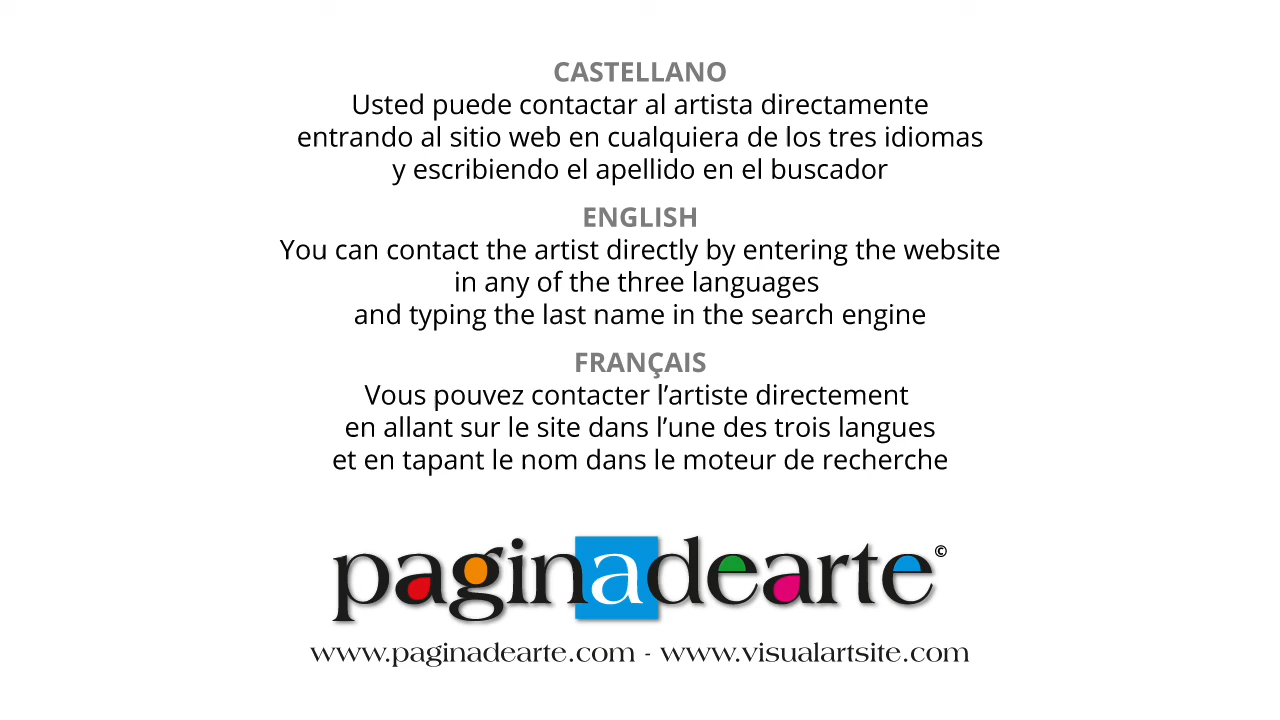 CASTELLANO
Usted puede contactar al artista directamente
entrando al sitio web en cualquiera de los tres idiomas
y escribiendo el apellido en el buscador
ENGLISH
You can contact the artist directly by entering the website
in any of the three languages
and typing the last name in the search engine
FRANÇAIS
Vous pouvez contacter l’artiste directement
en allant sur le site dans l’une des trois langues
et en tapant le nom dans le moteur de recherche
paginadearte©
www.paginadearte.com - www.visualartsite.com